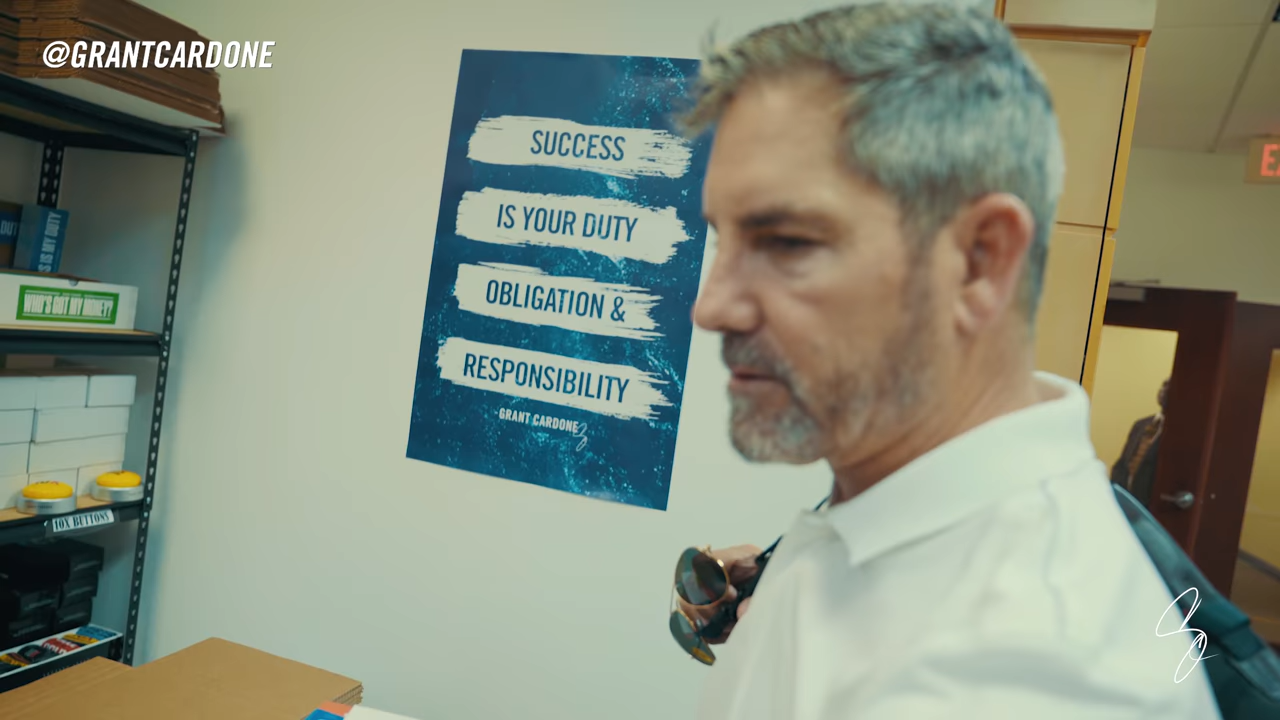 @GRANTCARDONE
SUCCESS
IS YOUR DUTY
OBLIGATION &
RESPONSIBILITY
-GRANT CARDONE
WHO'S GOT MY MONEY?
10X BUTTONS